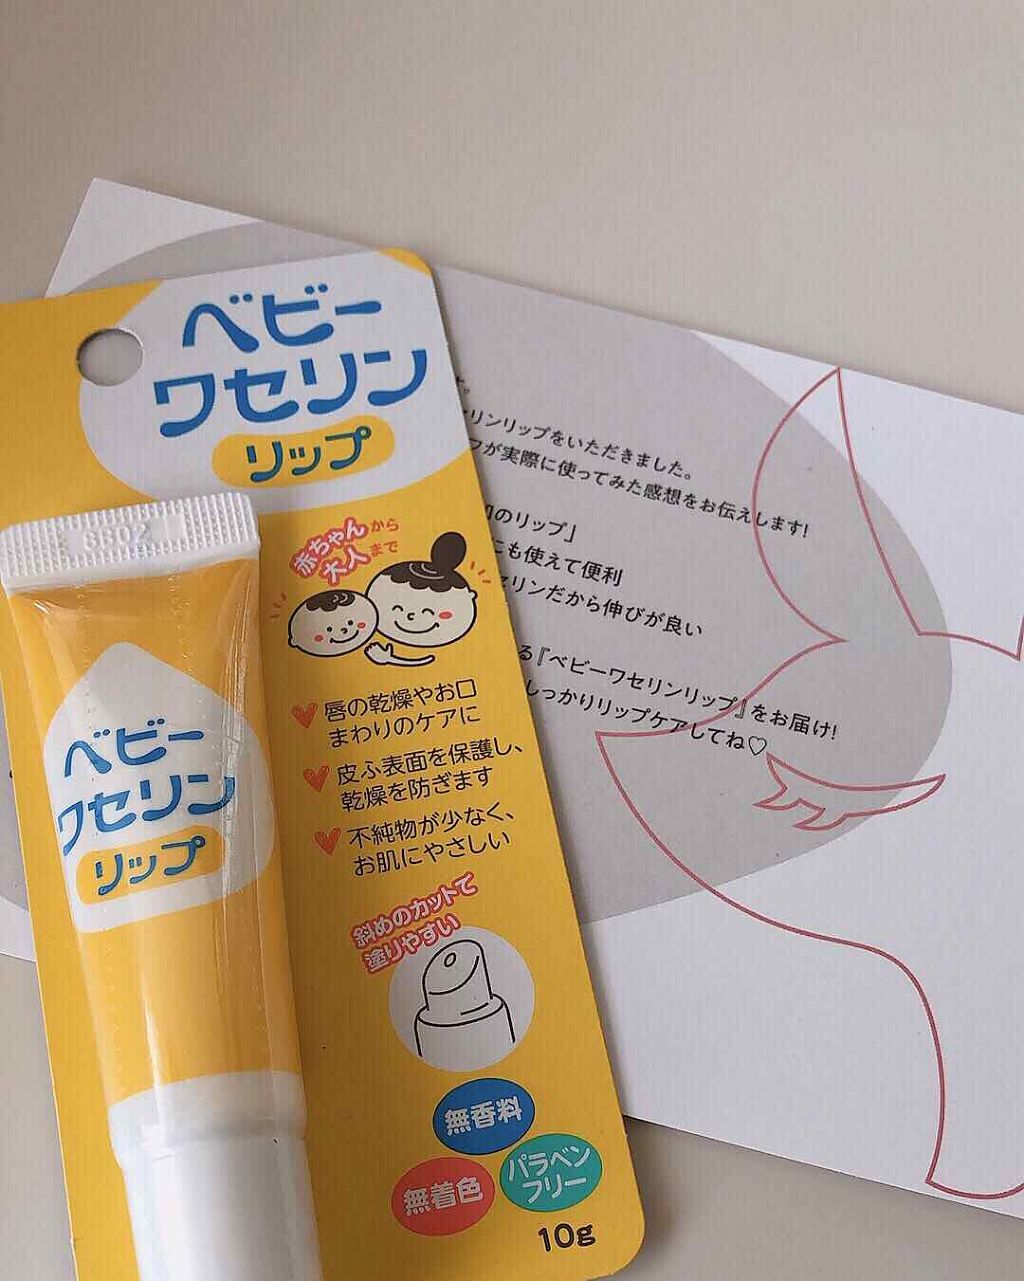 ベビー
ワセリン
リップ
赤ちゃんから
大人まで
唇の乾燥やお口
まわりのケアに
皮ふ表面を保護し、
乾燥を防ぎます
不純物が少なく、
お肌にやさしい
斜めのカットで
塗りやすい
無香料
無着色
パラベン
フリー
10g
ベビー
ワセリン
リップ
た。
リンリップをいただきました。
が実際に使ってみた感想をお伝えします!
のリップ」
にも使えて便利
セリンだから伸びが良い
る『ベビーワセリンリップ』をお届け!
しっかりリップケアしてね♡